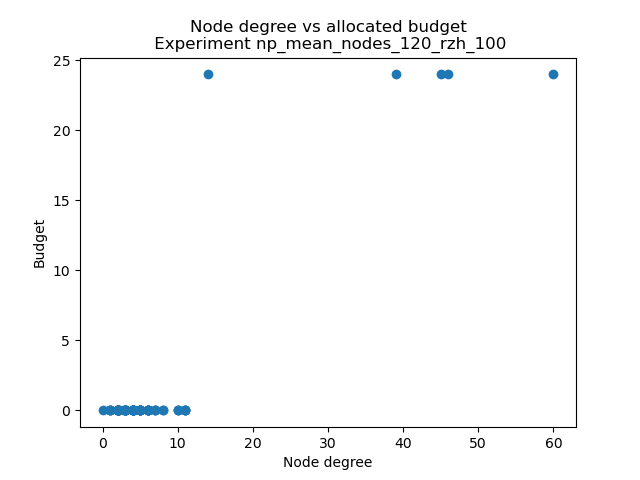 Node degree vs allocated budget
Experiment np_mean_nodes_120_rzh_100
25
20
15
10
5
0
Budget
0 10 20 30 40 50 60
Node degree